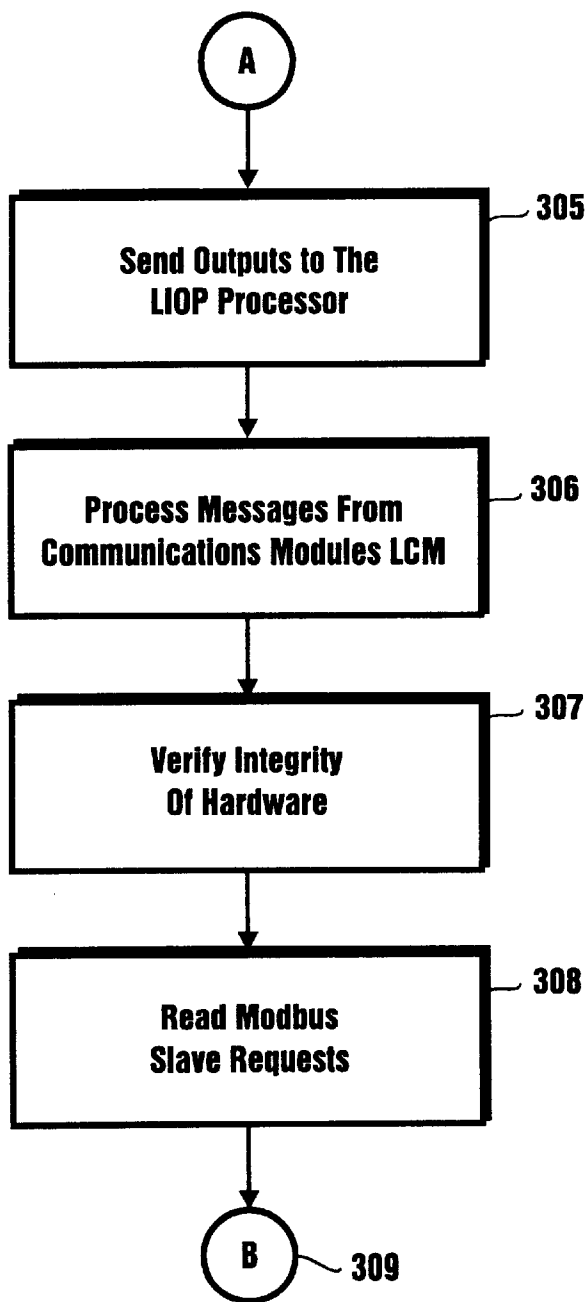 A
305
Send Outputs to The
LIOP Processor
306
Process Messages From
Communications Modules LCM
307
Verify Integrity
Of Hardware
308
Read Modbus
Slave Requests
B
309